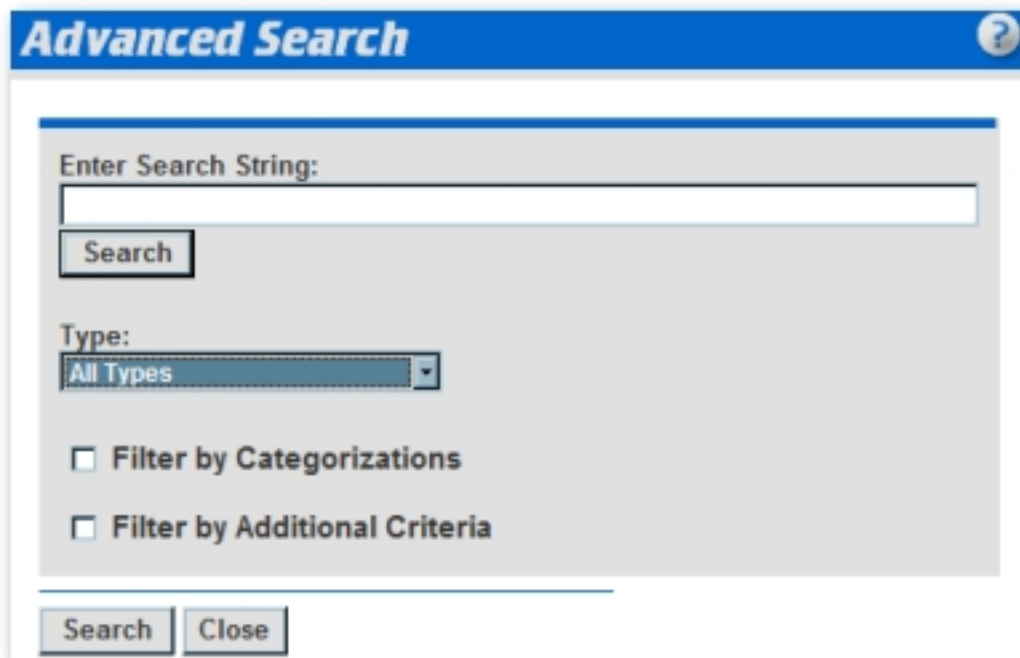 Advanced Search ?
Enter Search String:
Search
Type:
All Types
Filter by Categorizations
Filter by Additional Criteria
Search Close